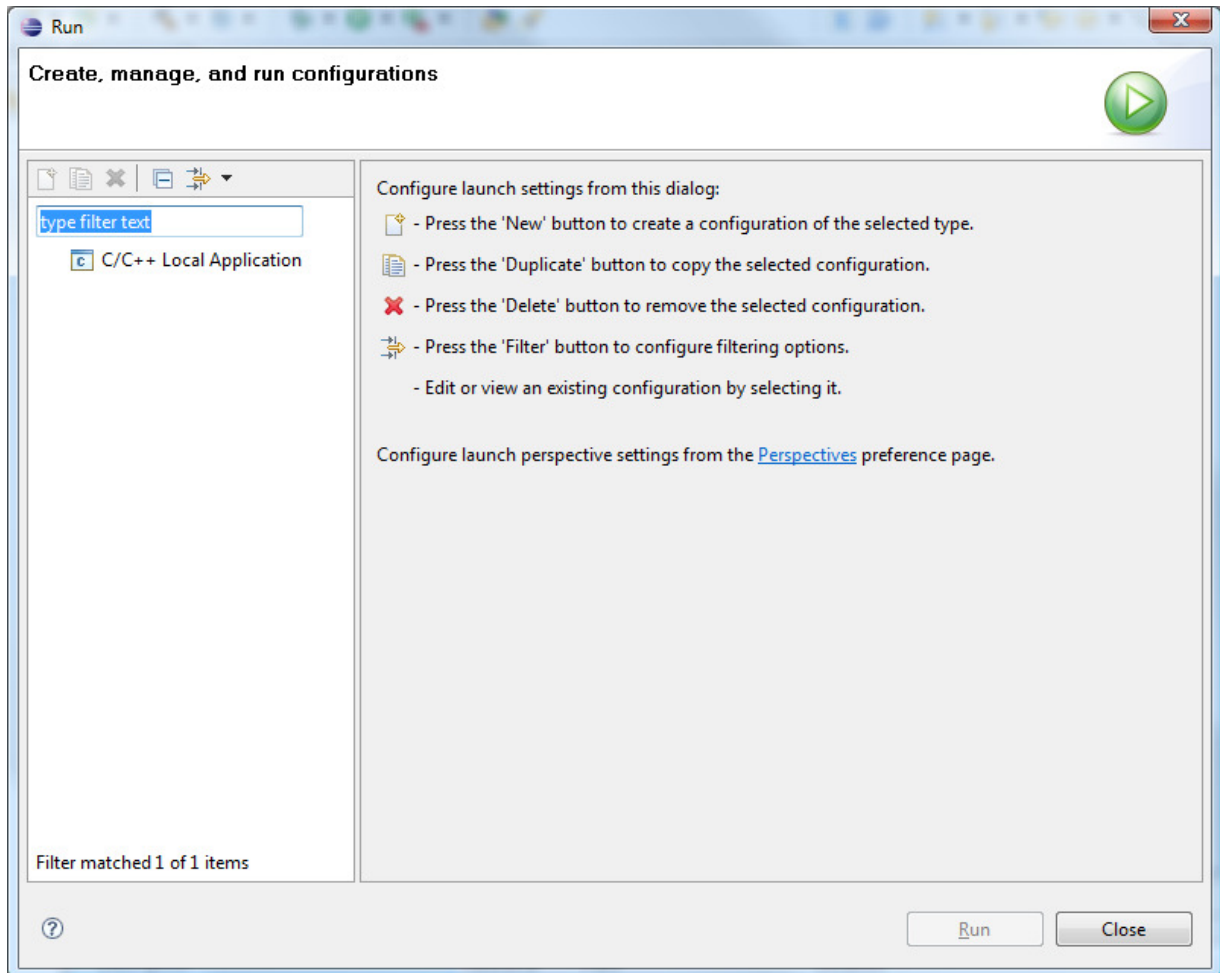 Run
Create, manage, and run configurations
type filter text
C/C++ Local Application
Filter matched 1 of 1 items
Configure launch settings from this dialog:
- Press the 'New' button to create a configuration of the selected type.
- Press the 'Duplicate' button to copy the selected configuration.
- Press the 'Delete' button to remove the selected configuration.
- Press the 'Filter' button to configure filtering options.
- Edit or view an existing configuration by selecting it.
Configure launch perspective settings from the Perspectives preference page.
Run
Close